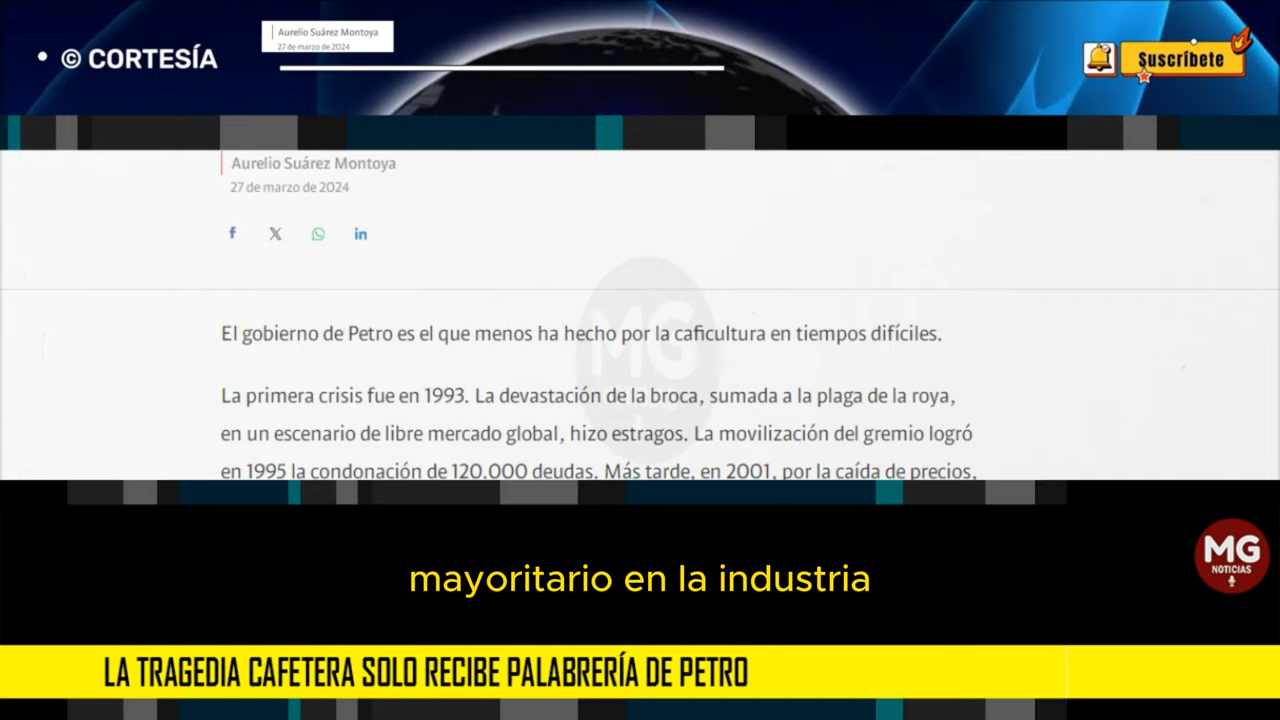 Aurelio Suárez Montoya
27 de marzo de 2024
• © CORTESÍA
Suscríbete
Aurelio Suárez Montoya
27 de marzo de 2024
El gobierno de Petro es el que menos ha hecho por la caficultura en tiempos difíciles.
La primera crisis fue en 1993. La devastación de la broca, sumada a la plaga de la roya,
en un escenario de libre mercado global, hizo estragos. La movilización del gremio logró
en 1995 la condonación de 120.000 deudas. Más tarde, en 2001, por la caída de precios,
mayoritario en la industria
MG
NOTICIAS
LA TRAGEDIA CAFETERA SOLO RECIBE PALABRERÍA DE PETRO